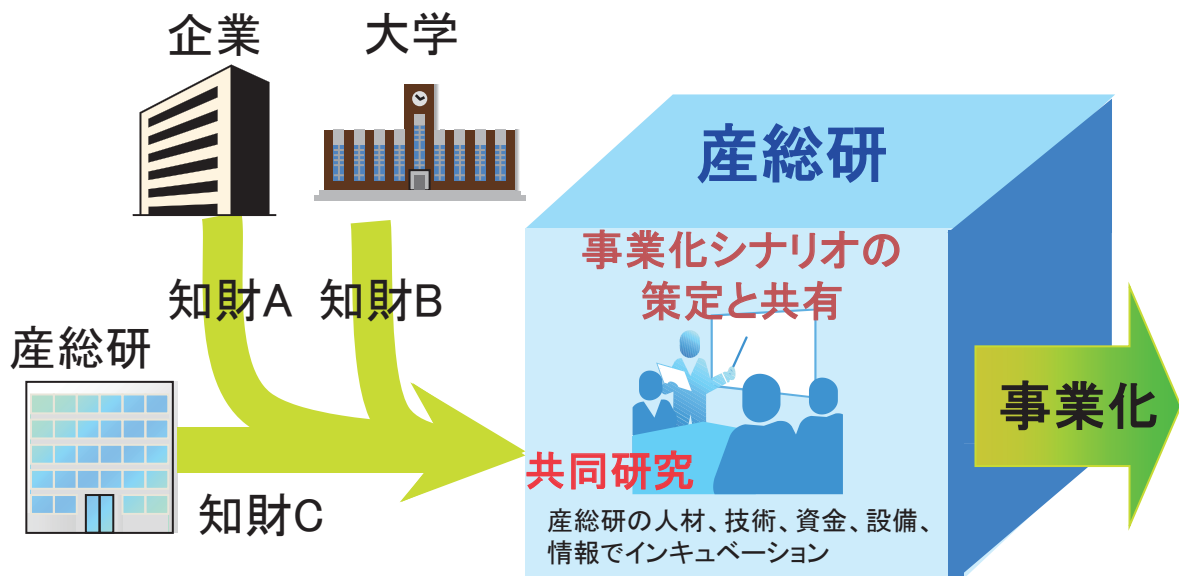 企業
大学
知財A
知財B
産総研
知財C
産総研
事業化シナリオの
策定と共有
共同研究
産総研の人材、技術、資金、設備、
情報でインキュベーション
事業化